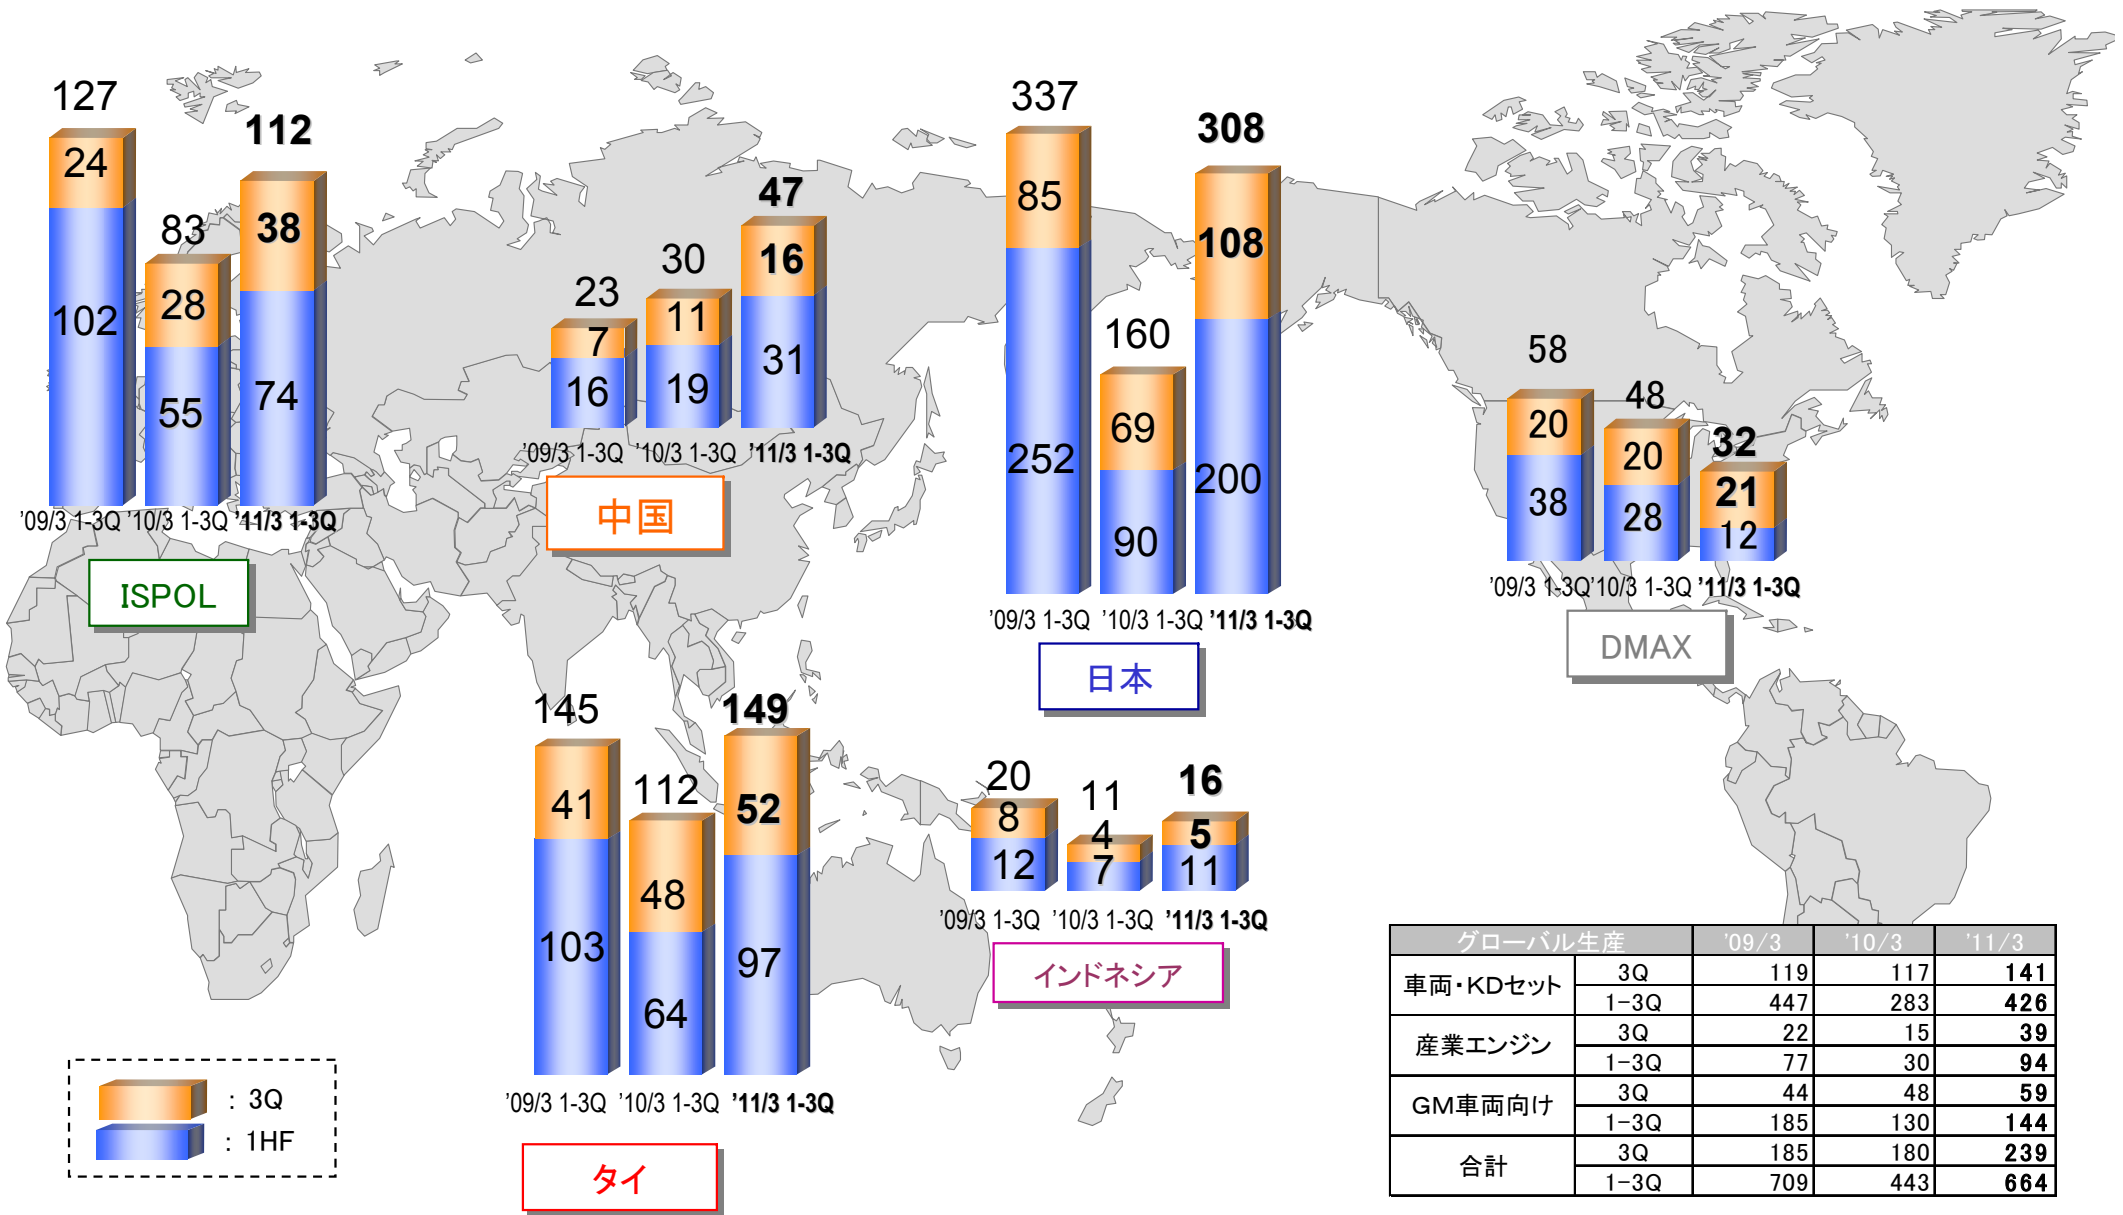 127
24
102
83
28
55
112
38
74
'09/3 1-3Q '10/3 1-3Q '11/3 1-3Q
ISPOL
23
7
16
30
11
19
47
16
31
'09/3 1-3Q '10/3 1-3Q '11/3 1-3Q
中国
337
85
252
160
69
90
308
108
200
'09/3 1-3Q '10/3 1-3Q '11/3 1-3Q
日本
58
20
38
48
20
28
32
21
12
'09/3 1-3Q '10/3 1-3Q '11/3 1-3Q
DMAX
145
41
103
112
48
64
149
52
97
'09/3 1-3Q '10/3 1-3Q '11/3 1-3Q
タイ
20
8
12
11
4
7
16
5
11
'09/3 1-3Q '10/3 1-3Q '11/3 1-3Q
インドネシア
: 3Q
: 1HF
グローバル生産 '09/3 '10/3 '11/3
車両・KDセット 3Q 119 117 141
1-3Q 447 283 426
産業エンジン 3Q 22 15 39
1-3Q 77 30 94
GM車両向け 3Q 44 48 59
1-3Q 185 130 144
合計 3Q 185 180 239
1-3Q 709 443 664